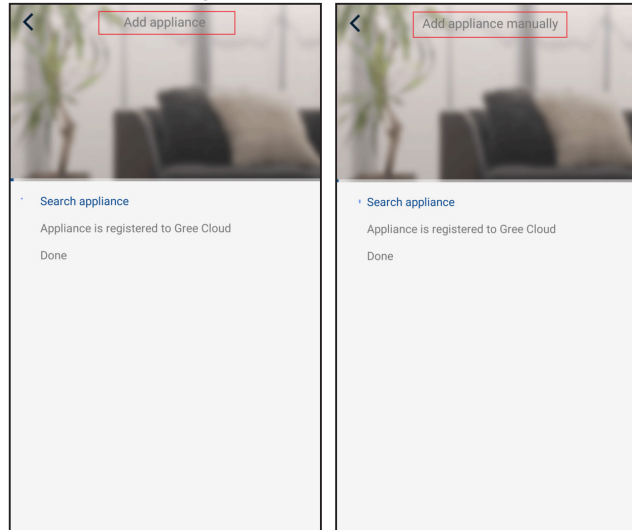 Add appliance
Search appliance
Appliance is registered to Gree Cloud
Done
Add appliance manually
Search appliance
Appliance is registered to Gree Cloud
Done